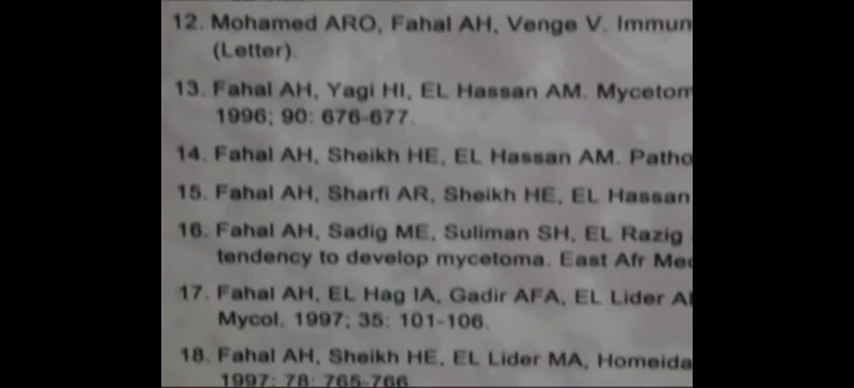 12. Mohamed ARO, Fahal AH, Venge V. Immun
(Letter).
13. Fahal AH, Yagi HI, EL Hassan AM. Mycetom
1996; 90: 676-677.
14. Fahal AH, Sheikh HE, EL Hassan AM. Patho
15. Fahal AH, Sharfi AR, Sheikh HE, EL Hassan
16. Fahal AH, Sadig ME, Suliman SH, EL Razig
tendency to develop mycetoma. East Afr Med
17. Fahal AH, EL Hag IA, Gadir AFA, EL Lider A
Mycol. 1997; 35: 101-106.
18. Fahal AH, Sheikh HE, EL Lider MA, Homeida
1997; 78: 765-766